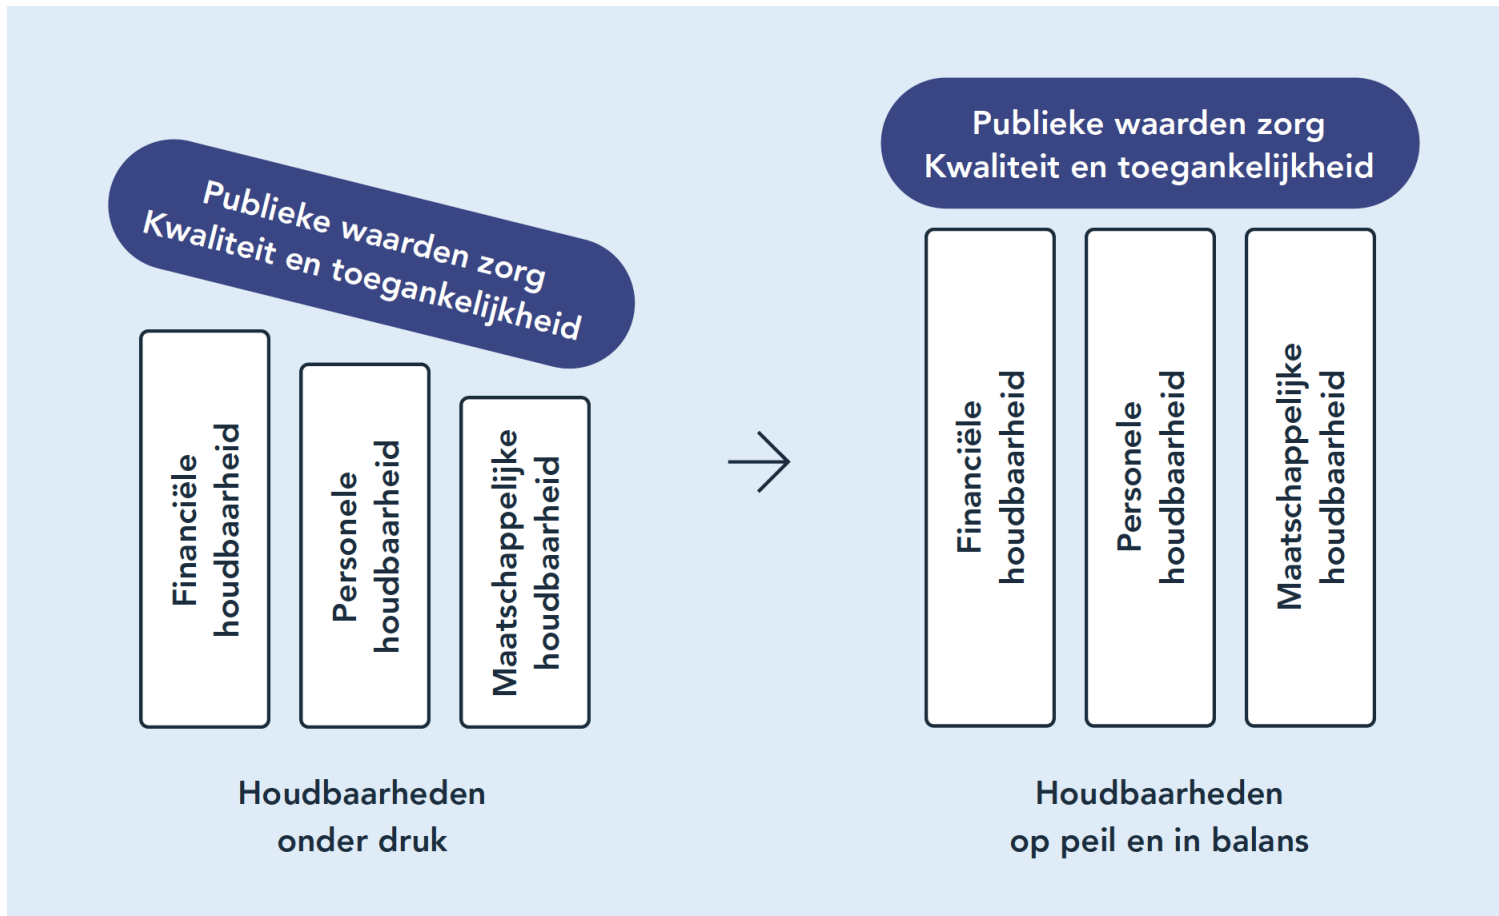 Publieke waarden zorg
Kwaliteit en toegankelijkheid
Financiële
houdbaarheid
Personele
houdbaarheid
Maatschappelijke
houdbaarheid
Houdbaarheden
onder druk
Publieke waarden zorg
Kwaliteit en toegankelijkheid
Financiële
houdbaarheid
Personele
houdbaarheid
Maatschappelijke
houdbaarheid
Houdbaarheden
op peil en in balans